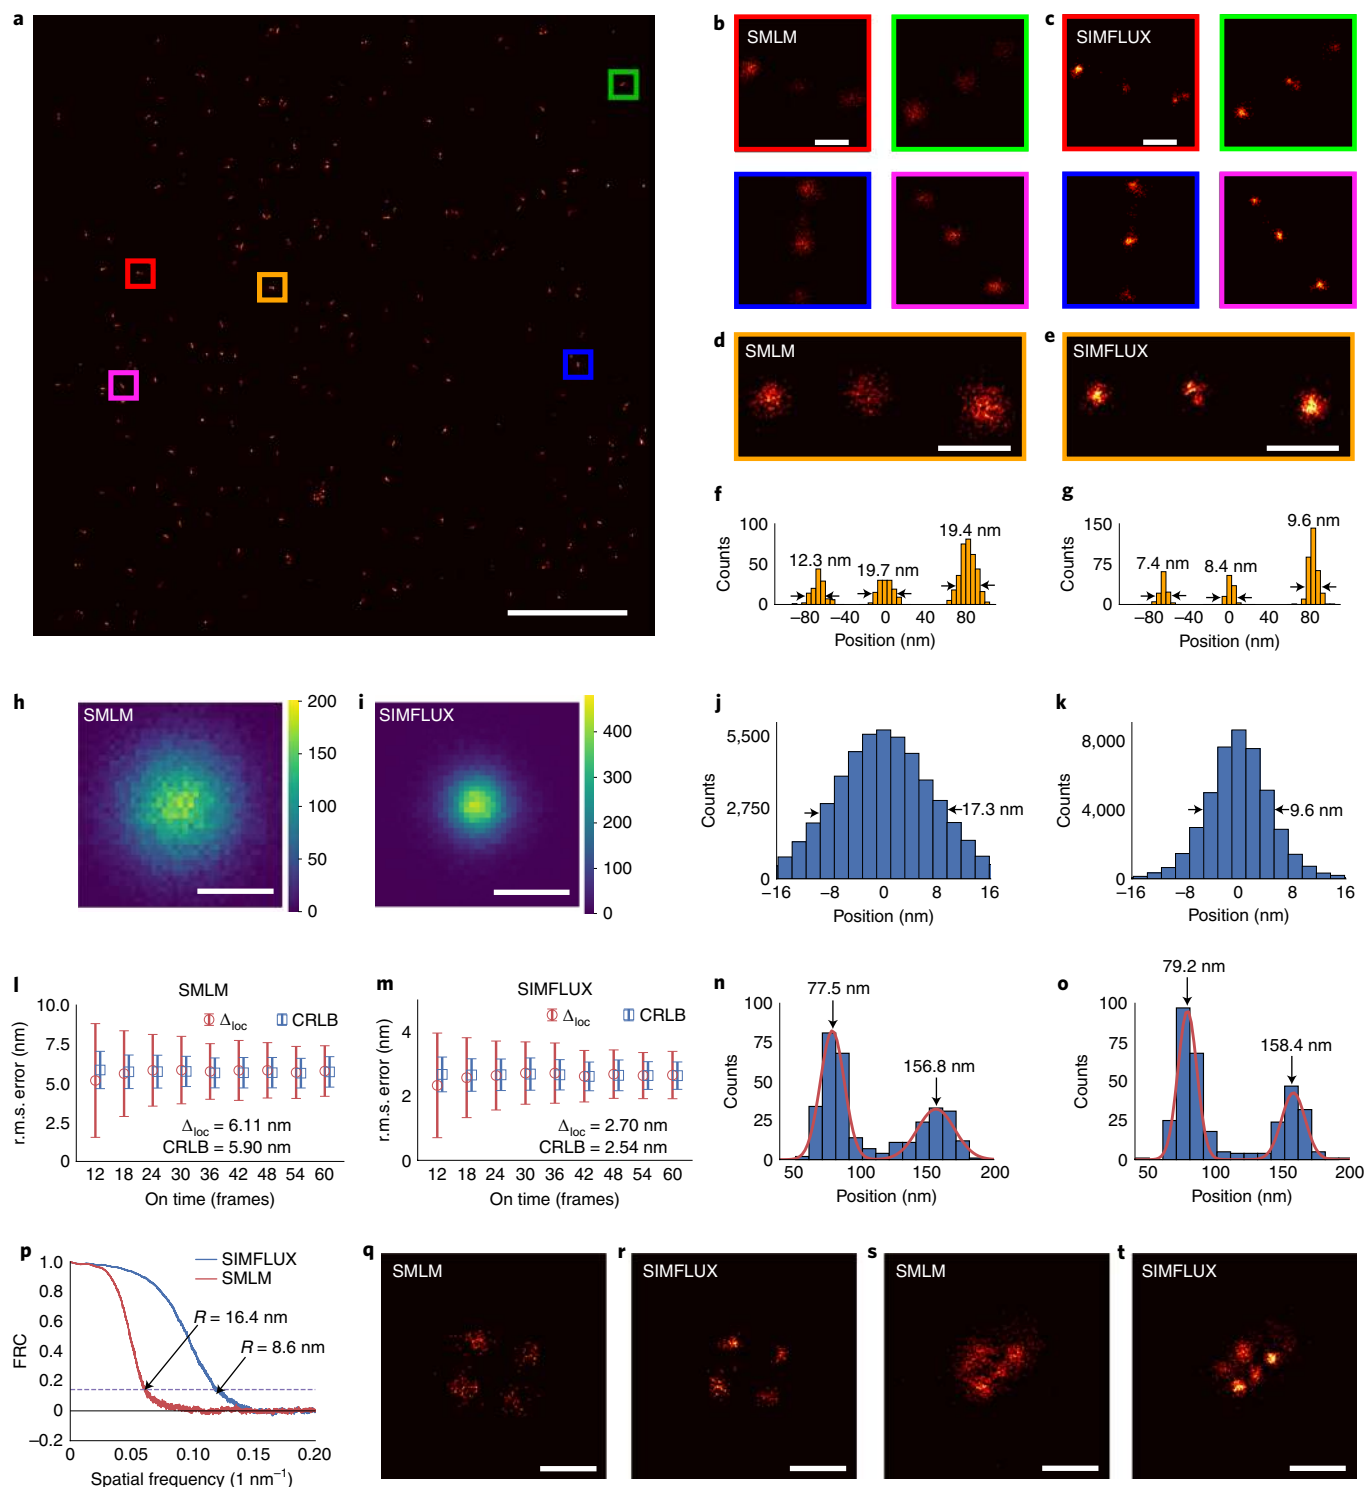 a
b
SMLM
c
SIMFLUX
d
SMLM
e
SIMFLUX
f
100
50
0
Counts
12.3 nm
19.7 nm
19.4 nm
−80
−40
0
40
80
Position (nm)
g
150
75
0
Counts
7.4 nm
8.4 nm
9.6 nm
−80
−40
0
40
80
Position (nm)
h
SMLM
200
150
100
50
0
i
SIMFLUX
400
300
200
100
0
j
5,500
2,750
0
Counts
17.3 nm
−16
−8
0
8
16
Position (nm)
k
8,000
4,000
0
Counts
9.6 nm
−16
−8
0
8
16
Position (nm)
l
SMLM
10.0
7.5
5.0
2.5
0
r.m.s. error (nm)
Δloc
CRLB
Δloc = 6.11 nm
CRLB = 5.90 nm
12 18 24 30 36 42 48 54 60
On time (frames)
m
SIMFLUX
4
2
0
r.m.s. error (nm)
Δloc
CRLB
Δloc = 2.70 nm
CRLB = 2.54 nm
12 18 24 30 36 42 48 54 60
On time (frames)
n
77.5 nm
156.8 nm
100
75
50
25
0
Counts
50
100
150
200
Position (nm)
o
79.2 nm
158.4 nm
100
75
50
25
0
Counts
50
100
150
200
Position (nm)
p
1.0
0.8
0.6
0.4
0.2
0
−0.2
FRC
SIMFLUX
SMLM
R = 16.4 nm
R = 8.6 nm
0
0.05
0.10
0.15
0.20
Spatial frequency (1 nm⁻¹)
q
SMLM
r
SIMFLUX
s
SMLM
t
SIMFLUX